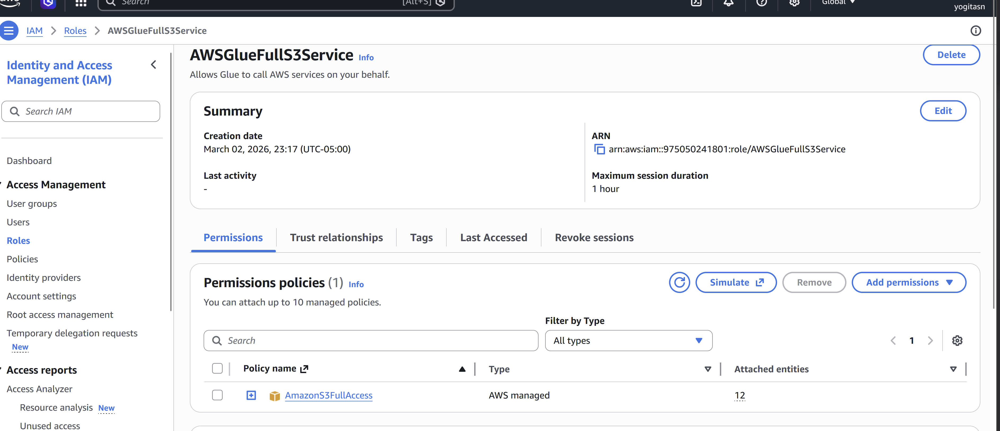 aws
Search
[Alt+S]
Global
yogitasn
IAM > Roles > AWSGlueFullS3Service
Identity and Access
Management (IAM)
Search IAM
Dashboard
Access Management
User groups
Users
Roles
Policies
Identity providers
Account settings
Root access management
Temporary delegation requests
New
Access reports
Access Analyzer
Resource analysis New
Unused access
AWSGlueFullS3Service Info
Delete
Allows Glue to call AWS services on your behalf.
Summary
Edit
Creation date
March 02, 2026, 23:17 (UTC-05:00)
ARN
arn:aws:iam::975050241801:role/AWSGlueFullS3Service
Last activity
-
Maximum session duration
1 hour
Permissions
Trust relationships
Tags
Last Accessed
Revoke sessions
Permissions policies (1) Info
Simulate
Remove
Add permissions
You can attach up to 10 managed policies.
Filter by Type
Search
All types
1
Policy name
Type
Attached entities
AmazonS3FullAccess
AWS managed
12